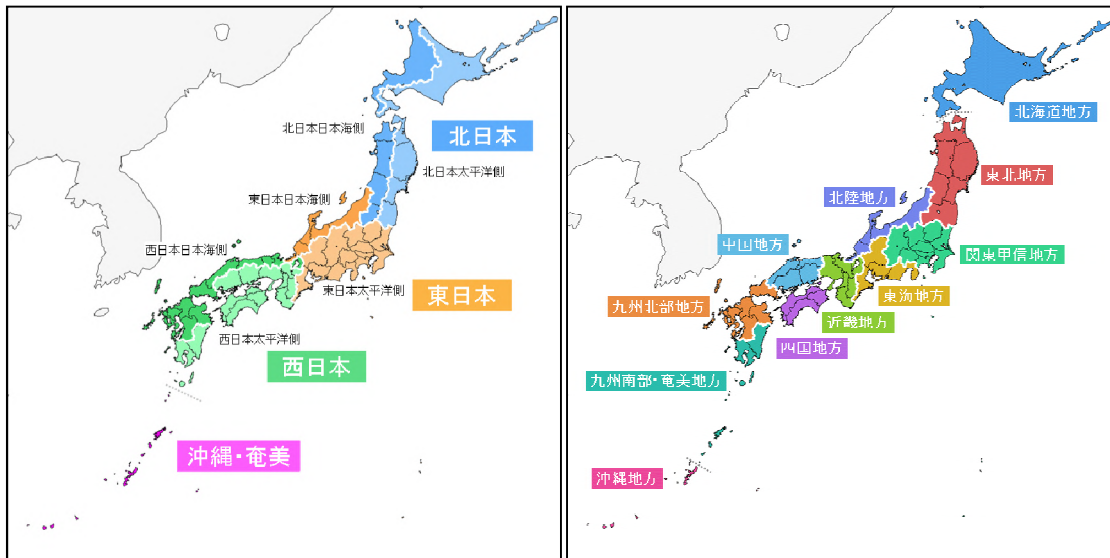 北日本日本海側
北日本
北日本太平洋側
東日本日本海側
西日本日本海側
東日本太平洋側
東日本
西日本太平洋側
西日本
沖縄・奄美
北海道地方
東北地方
北陸地方
中国地方
関東甲信地方
東海地方
九州北部地方
近畿地方
四国地方
九州南部・奄美地方
沖縄地方